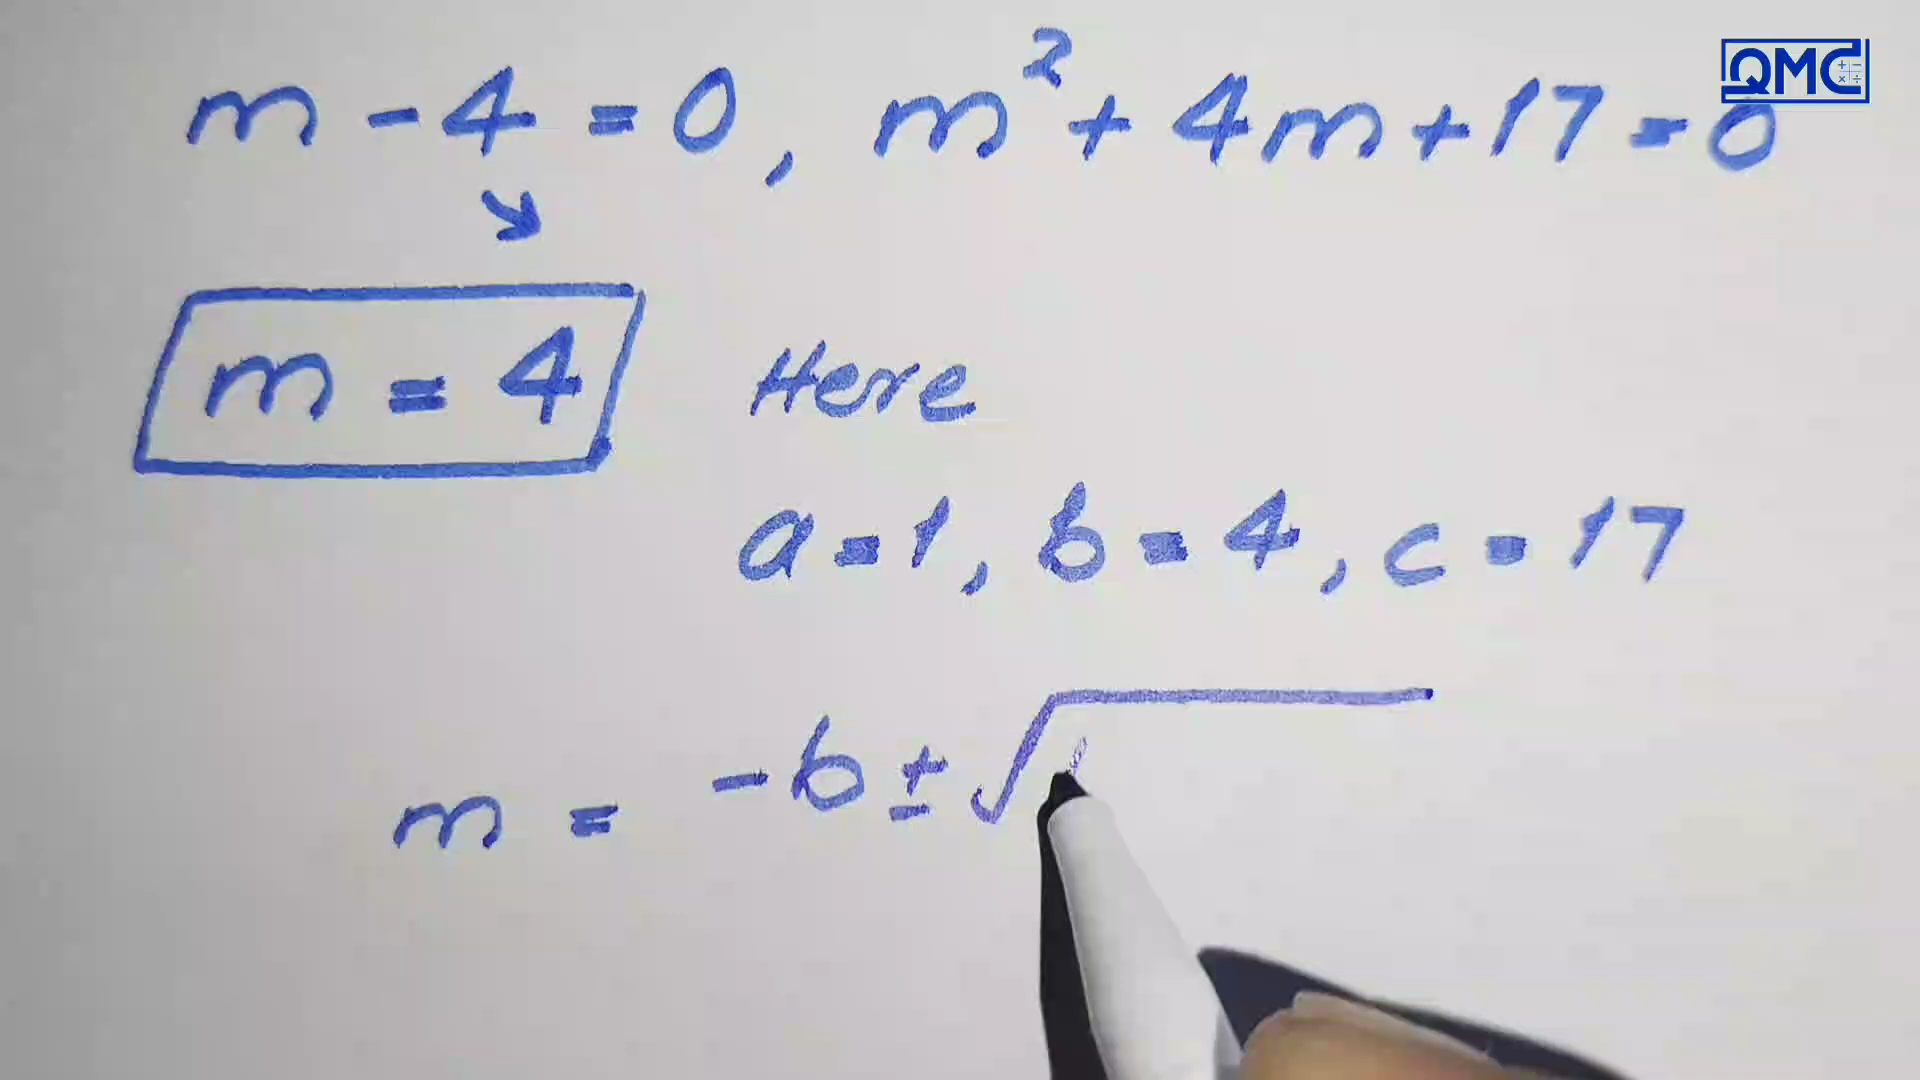 QMC
m - 4 = 0, m² + 4m + 17 = 0
m = 4
Here
a = 1, b = 4, c = 17
m = -b ± √